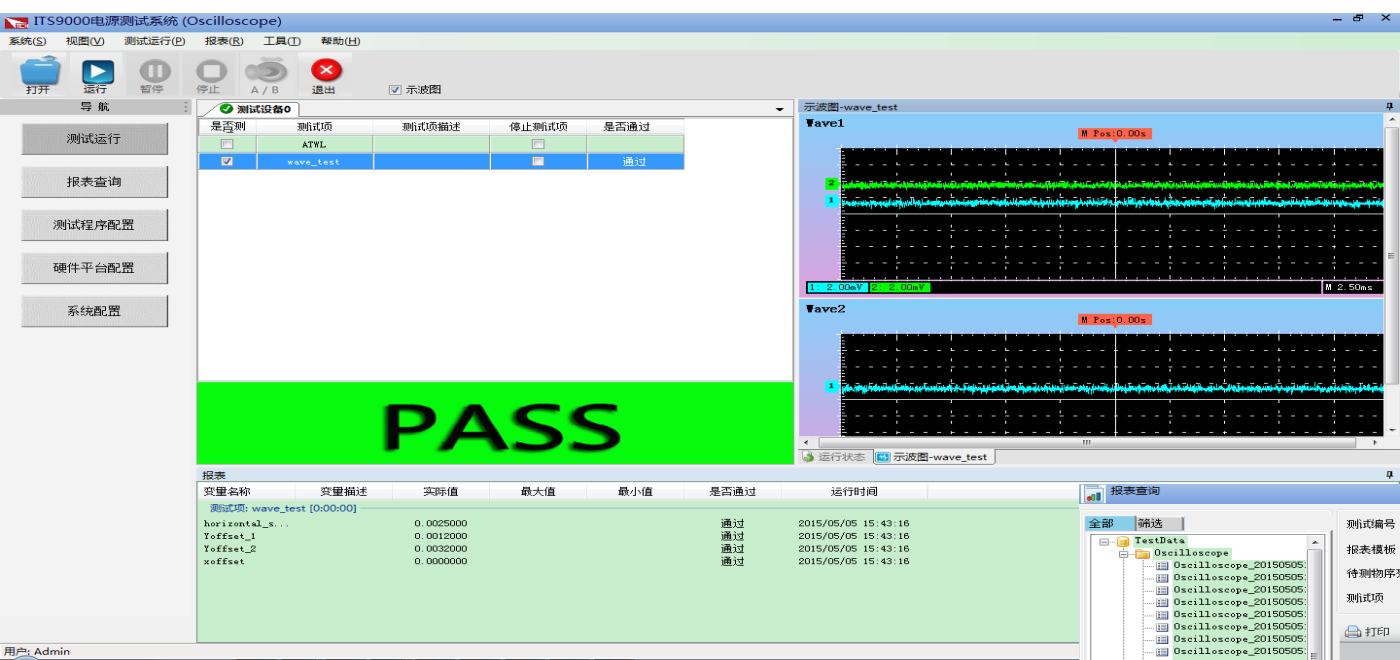 ITS9000电源测试系统 (Oscilloscope)
系统(S) 视图(V) 测试运行(P) 报表(R) 工具(T) 帮助(H)
打开 运行 暂停 停止 A / B 退出 示波图
导 航
测试运行
报表查询
测试程序配置
硬件平台配置
系统配置
测试设备0
是否测 测试项 测试项描述 停止测试项 是否通过
ATWL
wave_test 通过
PASS
示波图-wave_test
Wave1
M Pos:0.00s
2
1
1: 2.00mV 2: 2.00mV M 2.50ms
Wave2
M Pos:0.00s
1
运行状态 示波图-wave_test
报表
变量名称 变量描述 实际值 最大值 最小值 是否通过 运行时间
测试项: wave_test [0:00:00]
horizontal_s... 0.0025000 通过 2015/05/05 15:43:16
Yoffset_1 0.0012000 通过 2015/05/05 15:43:16
Yoffset_2 0.0032000 通过 2015/05/05 15:43:16
xoffset 0.0000000 通过 2015/05/05 15:43:16
报表查询
全部 筛选
TestData
Oscilloscope
Oscilloscope_20150505
Oscilloscope_20150505
Oscilloscope_20150505
Oscilloscope_20150505
Oscilloscope_20150505
Oscilloscope_20150505
Oscilloscope_20150505
Oscilloscope_20150505
测试编号
报表模板
待测物序
测试项
打印
用户: Admin